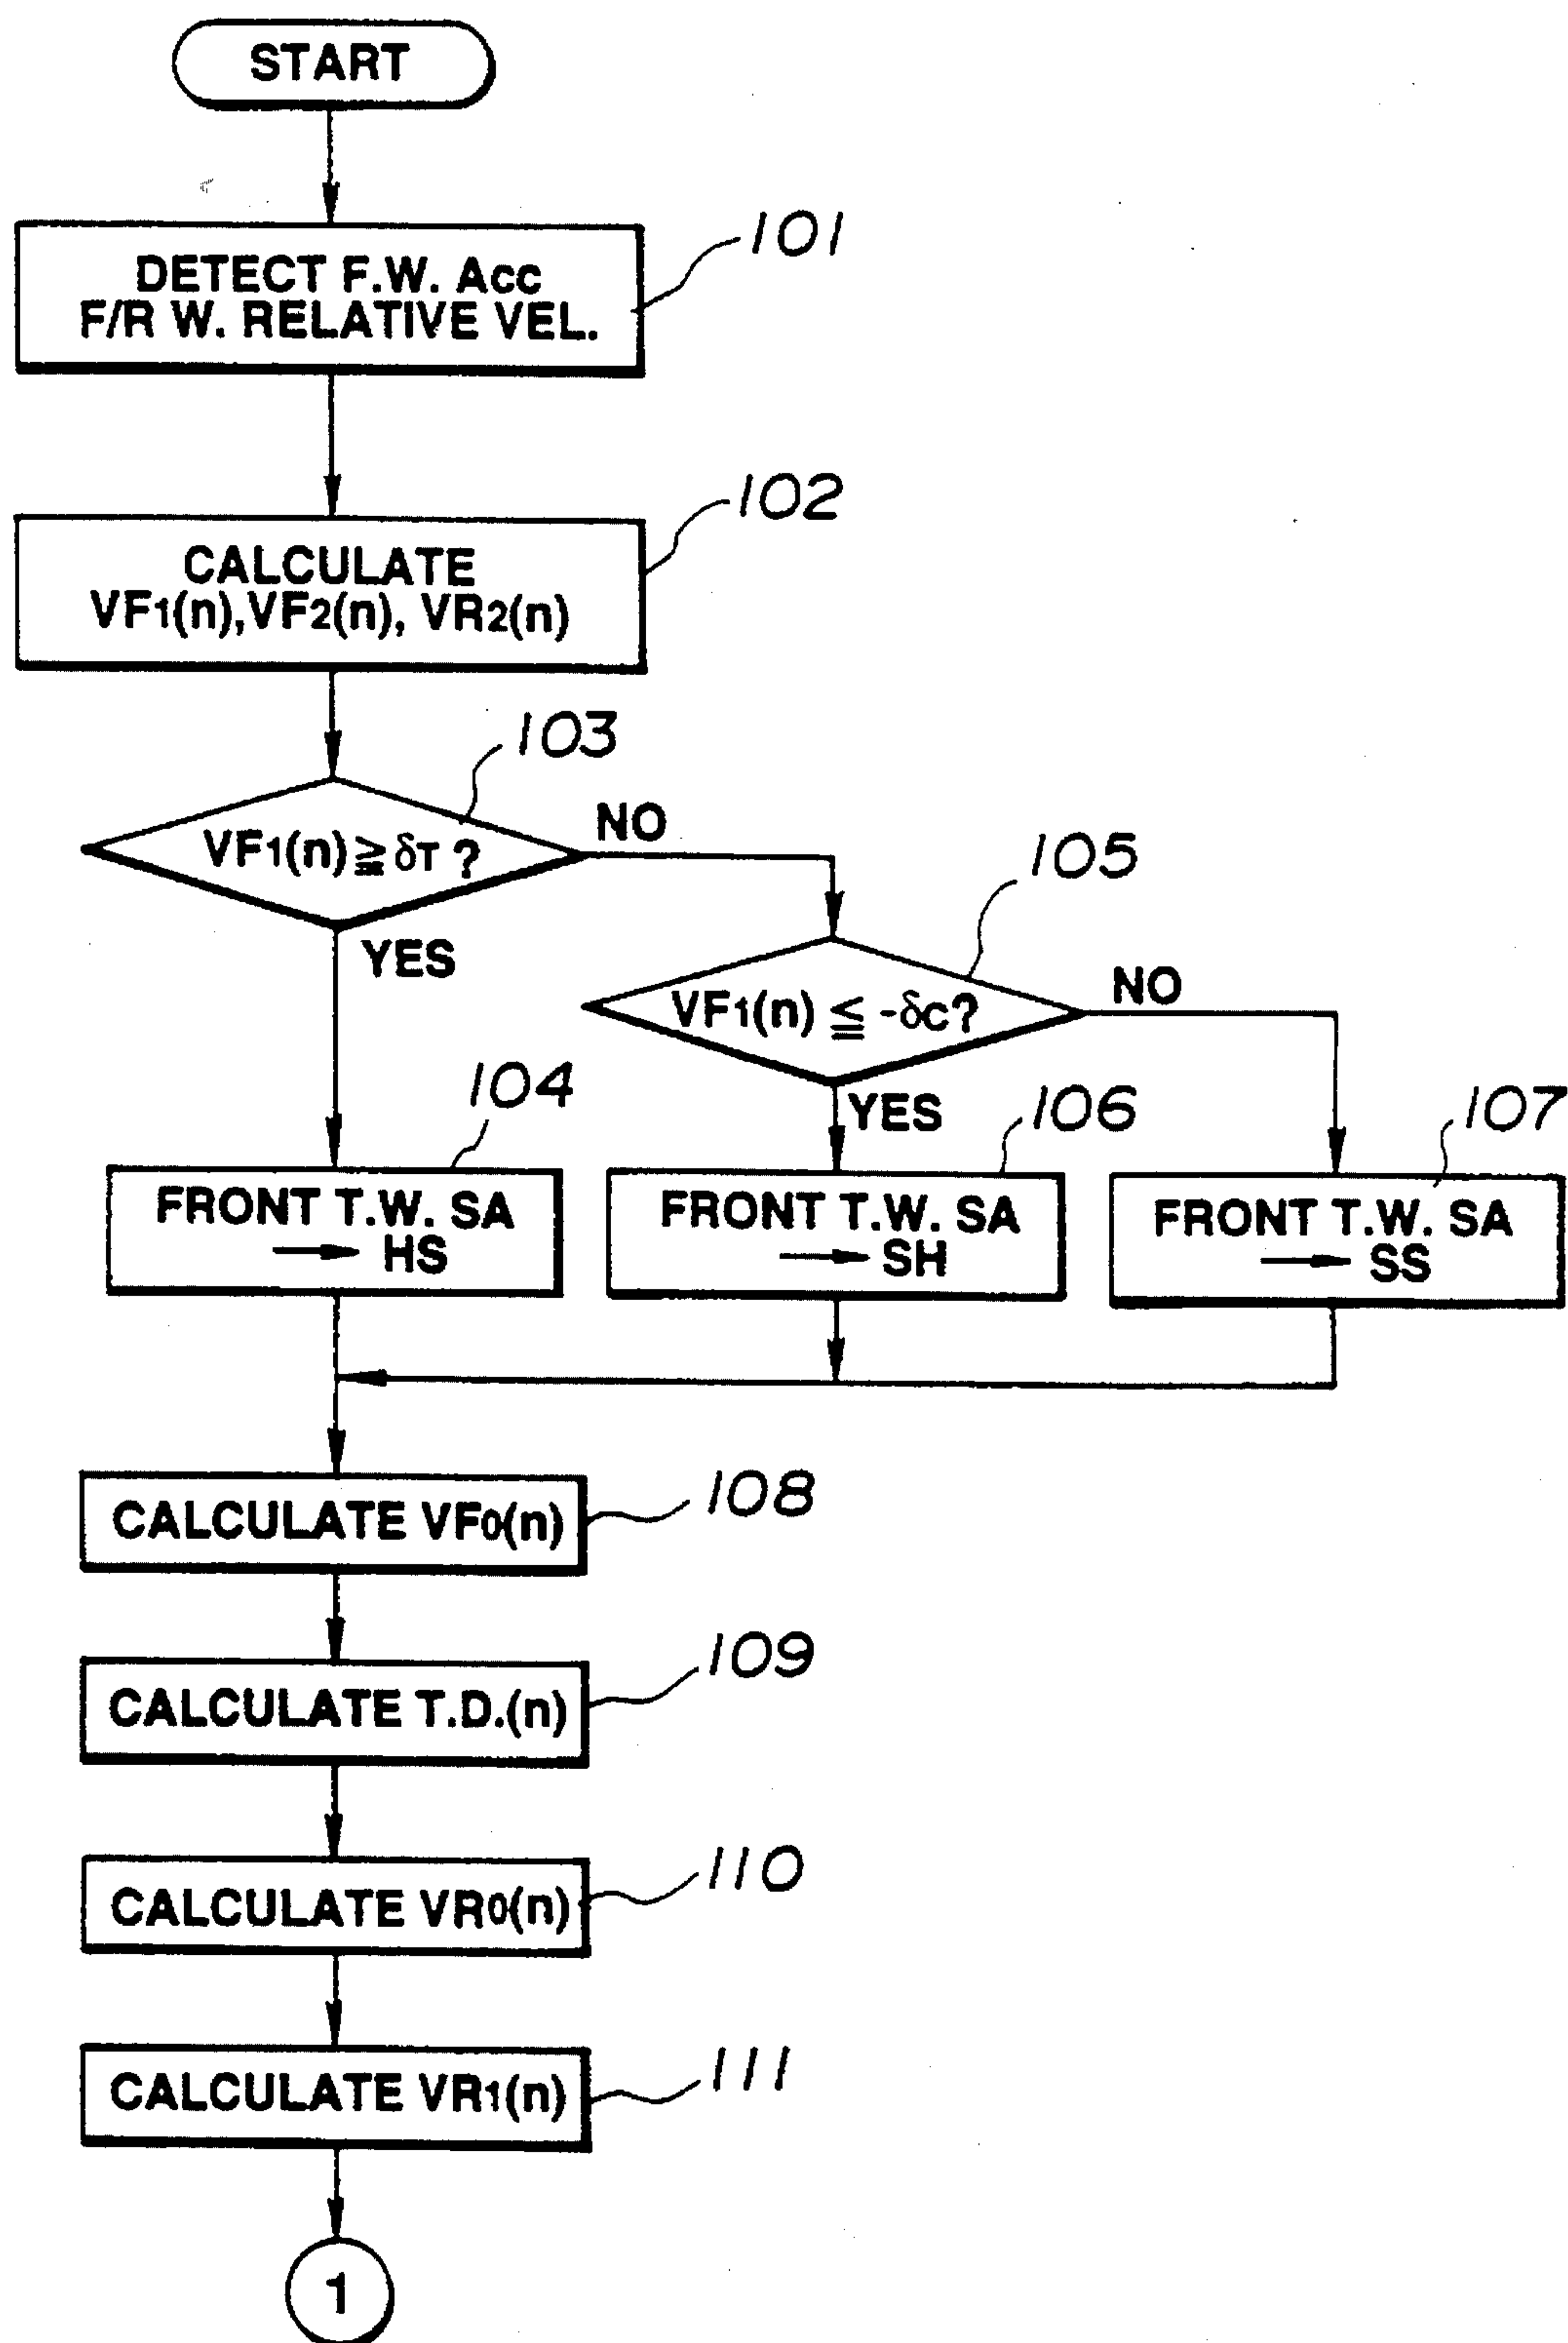 START
101
DETECT F.W. Acc
F/R W. RELATIVE VEL.
102
CALCULATE
VF1(n),VF2(n), VR2(n)
103
VF1(n) ≧ δT ?
NO
YES
105
VF1(n) ≦ -δC?
NO
YES
104
FRONT T.W. SA
→ HS
106
FRONT T.W. SA
→ SH
107
FRONT T.W. SA
→ SS
108
CALCULATE VF0(n)
109
CALCULATE T.D.(n)
110
CALCULATE VR0(n)
111
CALCULATE VR1(n)
1